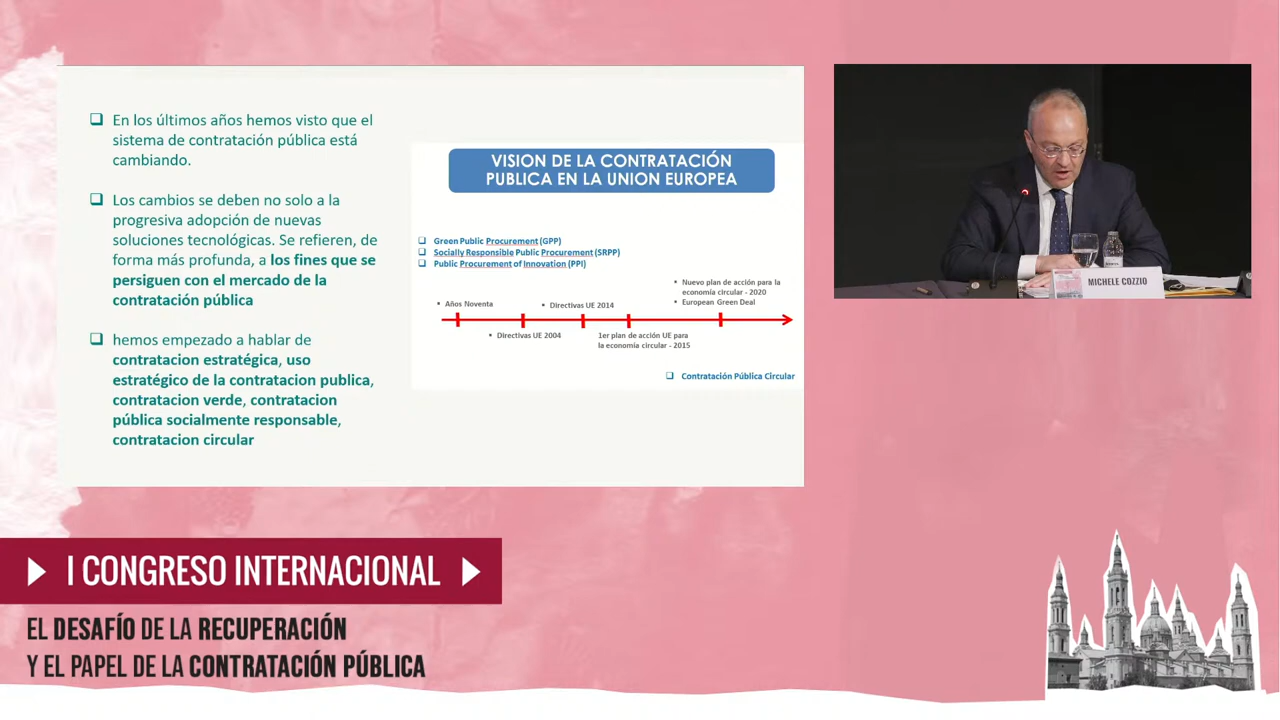 En los últimos años hemos visto que el
sistema de contratación pública está
cambiando.
Los cambios se deben no solo a la
progresiva adopción de nuevas
soluciones tecnológicas. Se refieren, de
forma más profunda, a los fines que se
persiguen con el mercado de la
contratación pública
hemos empezado a hablar de
contratacion estratégica, uso
estratégico de la contratacion publica,
contratacion verde, contratacion
pública socialmente responsable,
contratacion circular
VISION DE LA CONTRATACIÓN
PUBLICA EN LA UNION EUROPEA
Green Public Procurement (GPP)
Socially Responsible Public Procurement (SRPP)
Public Procurement of Innovation (PPI)
Nuevo plan de acción para la
economía circular - 2020
European Green Deal
Años Noventa
Directivas UE 2014
Directivas UE 2004
1er plan de acción UE para
la economía circular - 2015
Contratación Pública Circular
MICHELE COZZIO
I CONGRESO INTERNACIONAL
EL DESAFÍO DE LA RECUPERACIÓN
Y EL PAPEL DE LA CONTRATACIÓN PÚBLICA